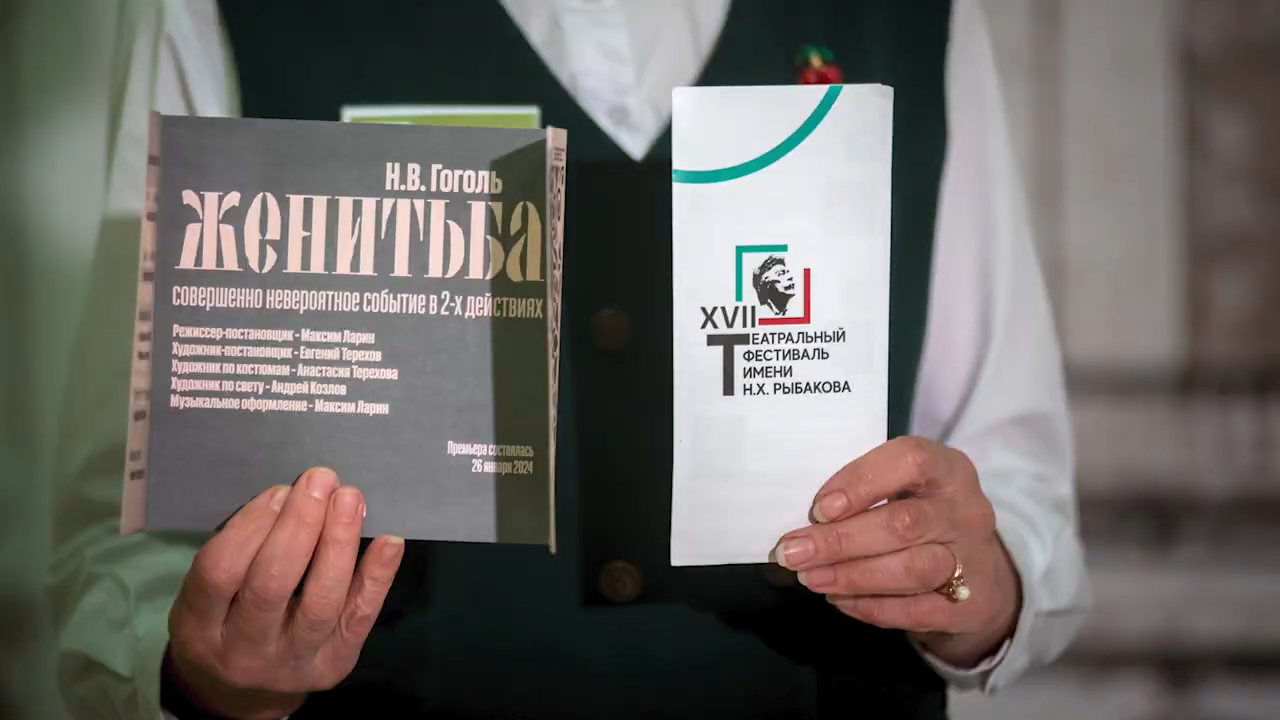 Н.В. Гоголь
ЖЕНИТЬБА
совершенно невероятное событие в 2-х действиях
Режиссер-постановщик - Максим Ларин
Художник-постановщик - Евгений Терехов
Художник по костюмам - Анастасия Терехова
Художник по свету - Андрей Козлов
Музыкальное оформление - Максим Ларин
Премьера состоялась
26 января 2024
XVII
ТЕАТРАЛЬНЫЙ
ФЕСТИВАЛЬ
ИМЕНИ
Н.Х. РЫБАКОВА